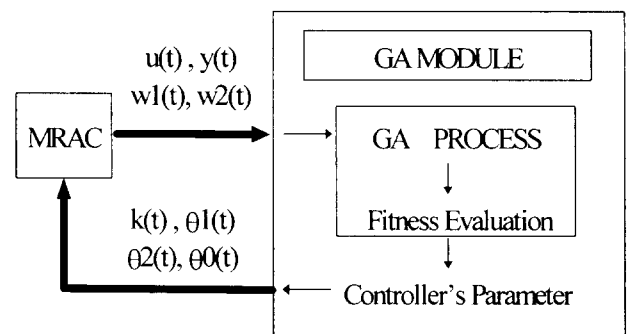 u(t) , y(t)
w1(t), w2(t)
MRAC
k(t) , θ1(t)
θ2(t), θ0(t)
GA MODULE
GA PROCESS
Fitness Evaluation
Controller's Parameter